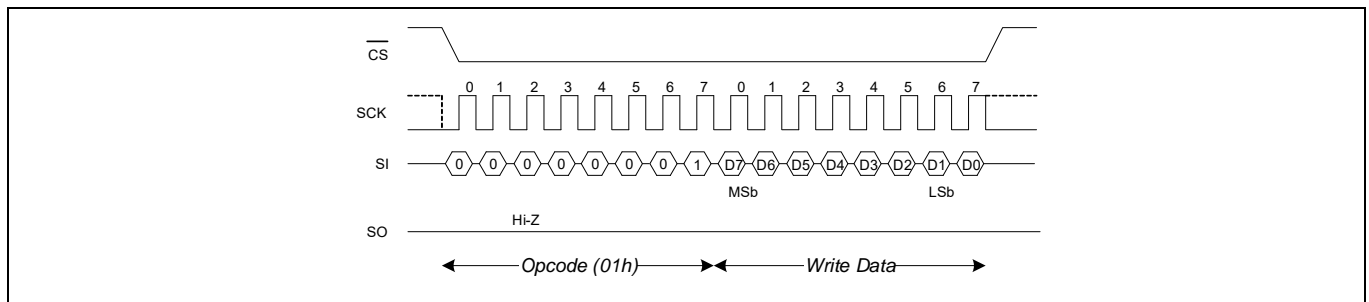 CS
0 1 2 3 4 5 6 7 0 1 2 3 4 5 6 7
SCK
SI 0 0 0 0 0 0 0 1 D7 D6 D5 D4 D3 D2 D1 D0
MSb LSb
Hi-Z
SO
Opcode (01h) Write Data